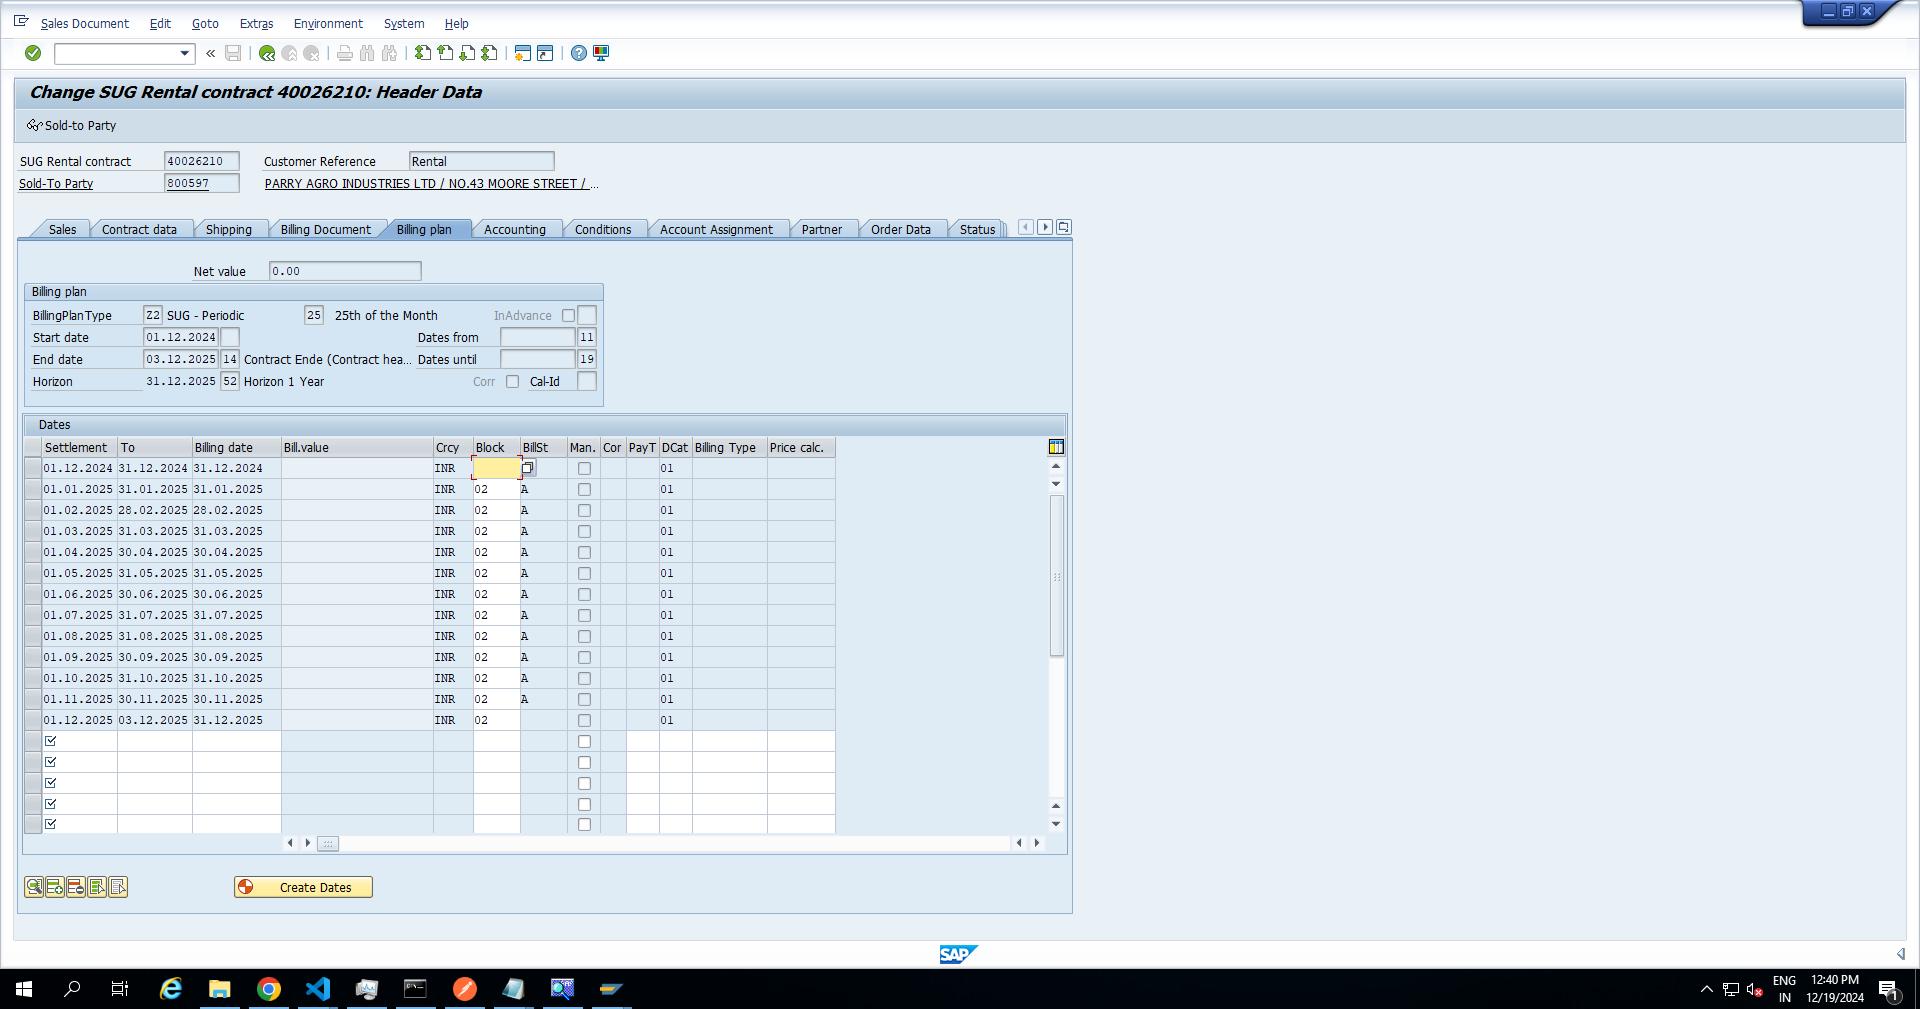 Sales Document Edit Goto Extras Environment System Help
Change SUG Rental contract 40026210: Header Data
Sold-to Party
SUG Rental contract 40026210 Customer Reference Rental
Sold-To Party 800597 PARRY AGRO INDUSTRIES LTD / NO.43 MOORE STREET / ...
Sales Contract data Shipping Billing Document Billing plan Accounting Conditions Account Assignment Partner Order Data Status
Net value 0.00
Billing plan
BillingPlanType Z2 SUG - Periodic 25 25th of the Month InAdvance
Start date 01.12.2024 Dates from 11
End date 03.12.2025 14 Contract Ende (Contract hea... Dates until 19
Horizon 31.12.2025 52 Horizon 1 Year Corr Cal-Id
Dates
Settlement To Billing date Bill.value Crcy Block BillSt Man. Cor PayT DCat Billing Type Price calc.
01.12.2024 31.12.2024 31.12.2024 INR 01
01.01.2025 31.01.2025 31.01.2025 INR 02 A 01
01.02.2025 28.02.2025 28.02.2025 INR 02 A 01
01.03.2025 31.03.2025 31.03.2025 INR 02 A 01
01.04.2025 30.04.2025 30.04.2025 INR 02 A 01
01.05.2025 31.05.2025 31.05.2025 INR 02 A 01
01.06.2025 30.06.2025 30.06.2025 INR 02 A 01
01.07.2025 31.07.2025 31.07.2025 INR 02 A 01
01.08.2025 31.08.2025 31.08.2025 INR 02 A 01
01.09.2025 30.09.2025 30.09.2025 INR 02 A 01
01.10.2025 31.10.2025 31.10.2025 INR 02 A 01
01.11.2025 30.11.2025 30.11.2025 INR 02 A 01
01.12.2025 03.12.2025 31.12.2025 INR 02 01
Create Dates
SAP
ENG 12:40 PM
IN 12/19/2024 1